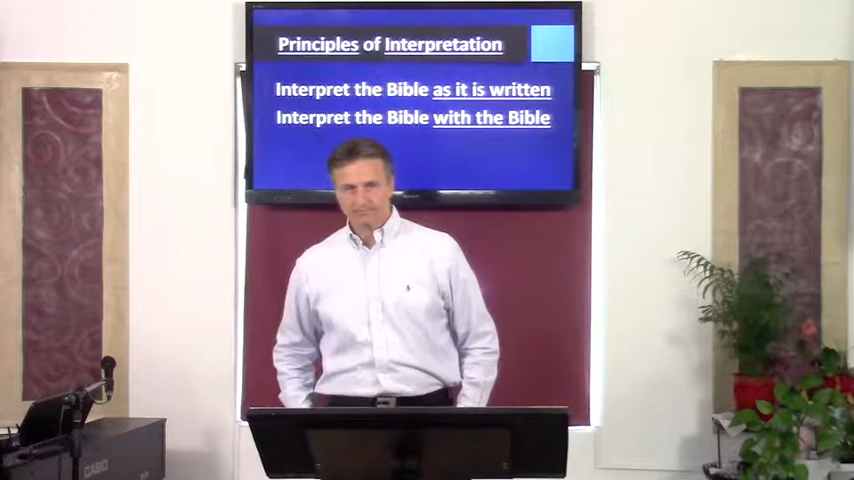 Principles of Interpretation
Interpret the Bible as it is written
Interpret the Bible with the Bible
CASIO